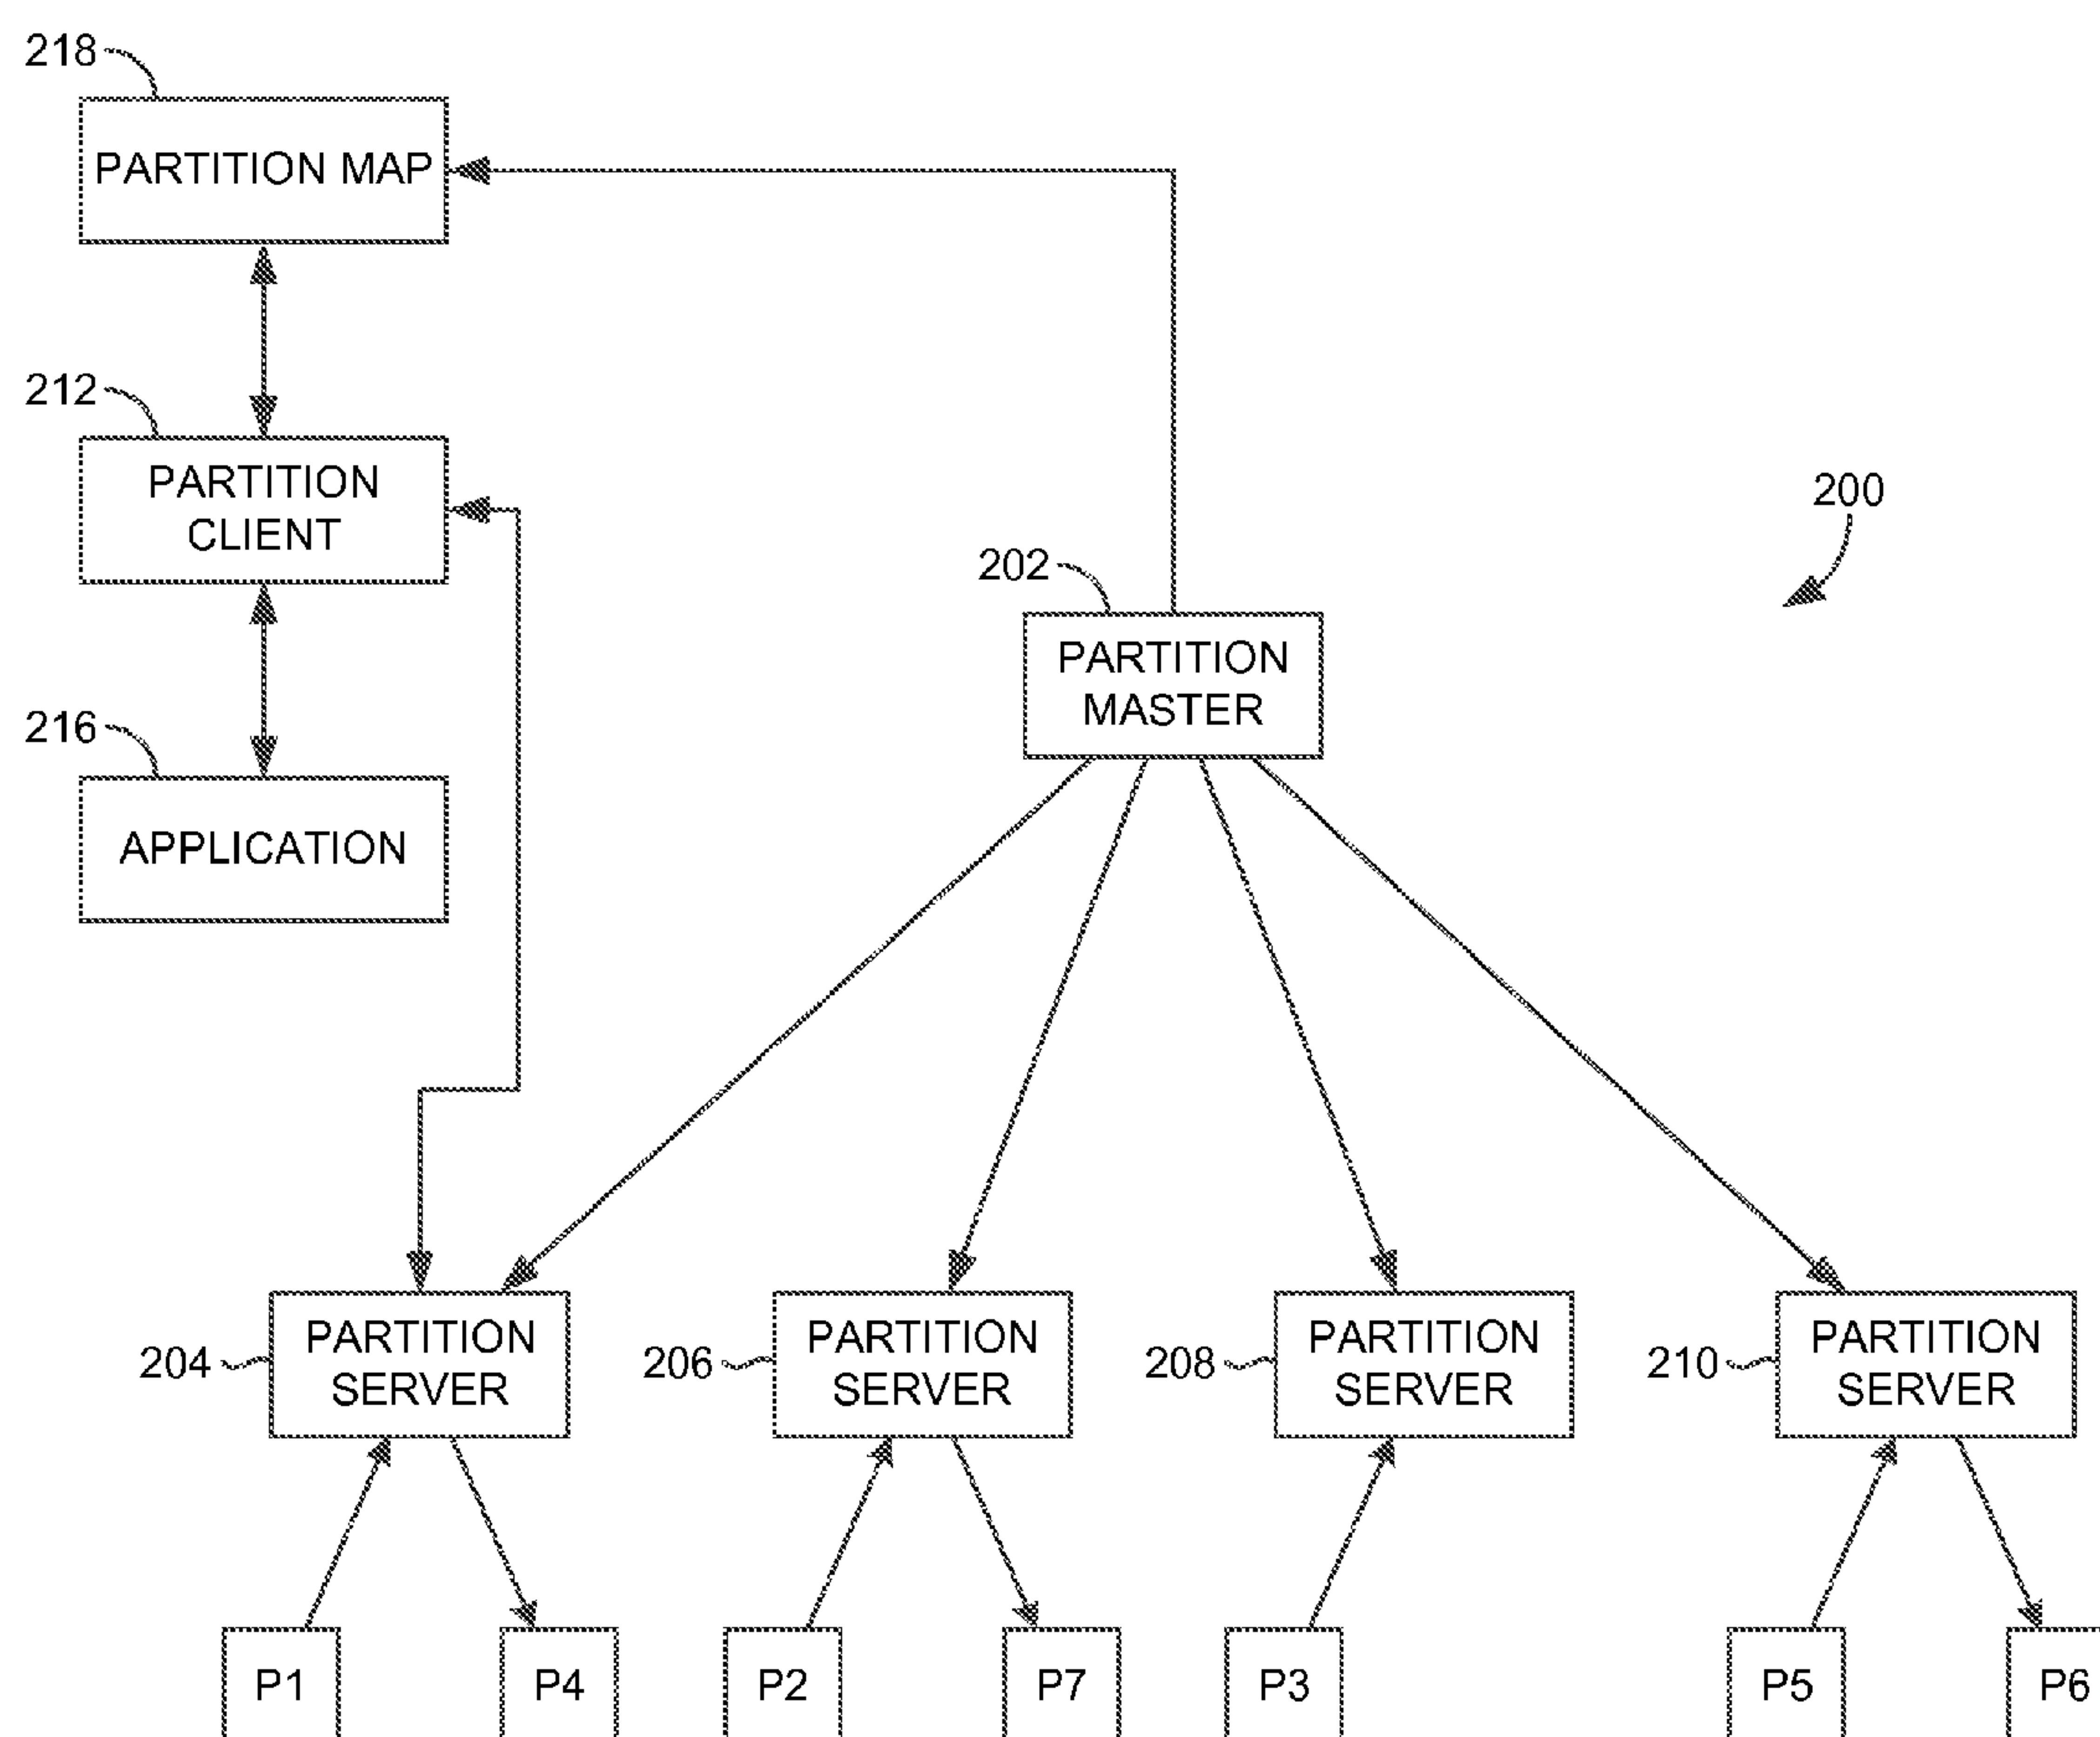 218
PARTITION MAP
212
PARTITION
CLIENT
200
202
PARTITION
MASTER
216
APPLICATION
204
PARTITION
SERVER
206
PARTITION
SERVER
208
PARTITION
SERVER
210
PARTITION
SERVER
P1
P4
P2
P7
P3
P5
P6